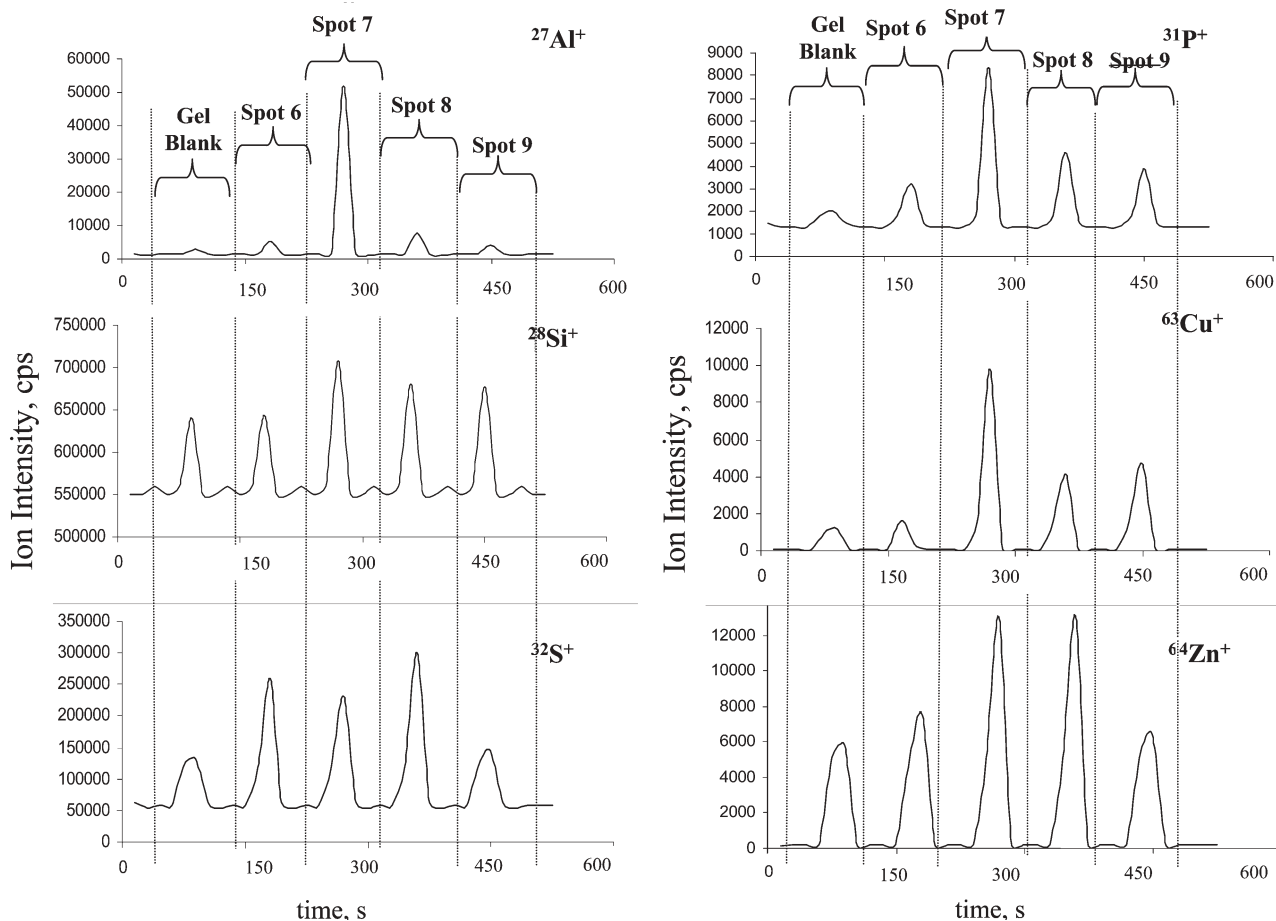 Spot 7
27Al+
60000
50000
40000
30000
20000
10000
0
Gel
Blank
Spot 6
Spot 8
Spot 9
0 150 300 450 600
Ion Intensity, cps
28Si+
750000
700000
650000
600000
550000
500000
0 150 300 450 600
32S+
350000
300000
250000
200000
150000
100000
50000
0
0 150 300 450 600
time, s
Gel
Blank
Spot 6
Spot 7
Spot 8
Spot 9
31P+
9000
8000
7000
6000
5000
4000
3000
2000
1000
0
0 150 300 450 600
Ion Intensity, cps
63Cu+
12000
10000
8000
6000
4000
2000
0
0 150 300 450 600
64Zn+
12000
10000
8000
6000
4000
2000
0
0 150 300 450 600
time, s